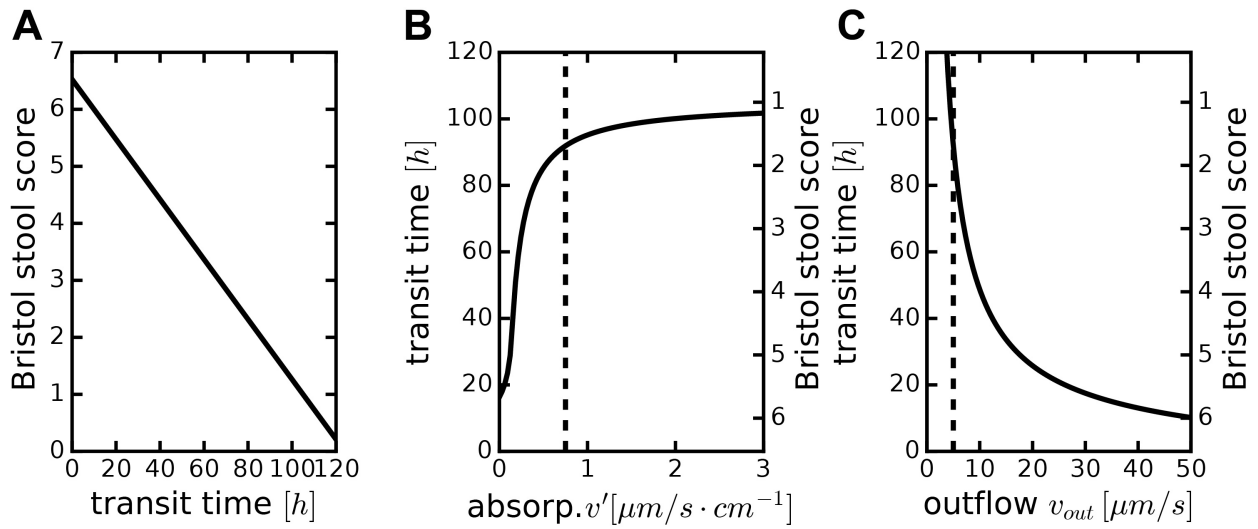 A
7
6
5
4
3
2
1
0
Bristol stool score
0 20 40 60 80 100 120
transit time [h]
B
120
100
80
60
40
20
0
transit time [h]
1
2
3
4
5
6
Bristol stool score
0 1 2 3
absorp.v'[μm/s·cm⁻¹]
C
120
100
80
60
40
20
0
transit time [h]
1
2
3
4
5
6
Bristol stool score
0 10 20 30 40 50
outflow v_out [μm/s]